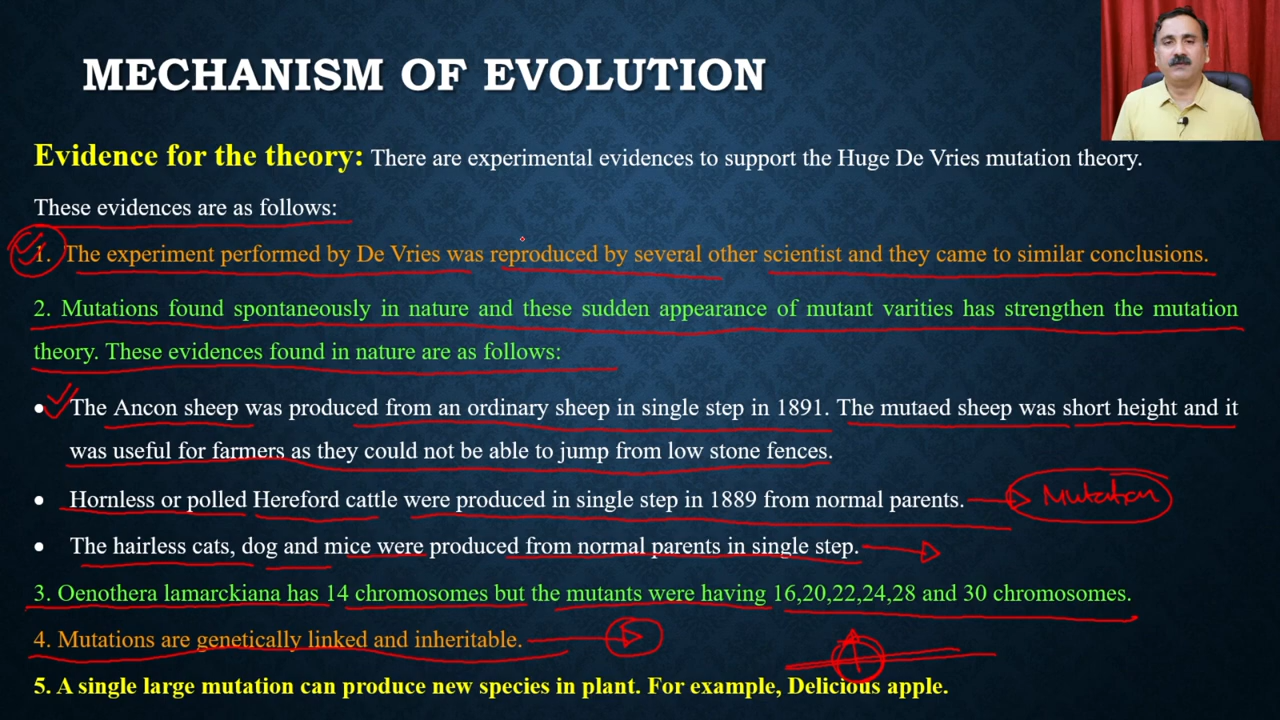 MECHANISM OF EVOLUTION
Evidence for the theory: There are experimental evidences to support the Huge De Vries mutation theory.
These evidences are as follows:
1. The experiment performed by De Vries was reproduced by several other scientist and they came to similar conclusions.
2. Mutations found spontaneously in nature and these sudden appearance of mutant varities has strengthen the mutation
theory. These evidences found in nature are as follows:
• The Ancon sheep was produced from an ordinary sheep in single step in 1891. The mutaed sheep was short height and it
was useful for farmers as they could not be able to jump from low stone fences.
• Hornless or polled Hereford cattle were produced in single step in 1889 from normal parents. Mutation
• The hairless cats, dog and mice were produced from normal parents in single step.
3. Oenothera lamarckiana has 14 chromosomes but the mutants were having 16,20,22,24,28 and 30 chromosomes.
4. Mutations are genetically linked and inheritable.
5. A single large mutation can produce new species in plant. For example, Delicious apple.